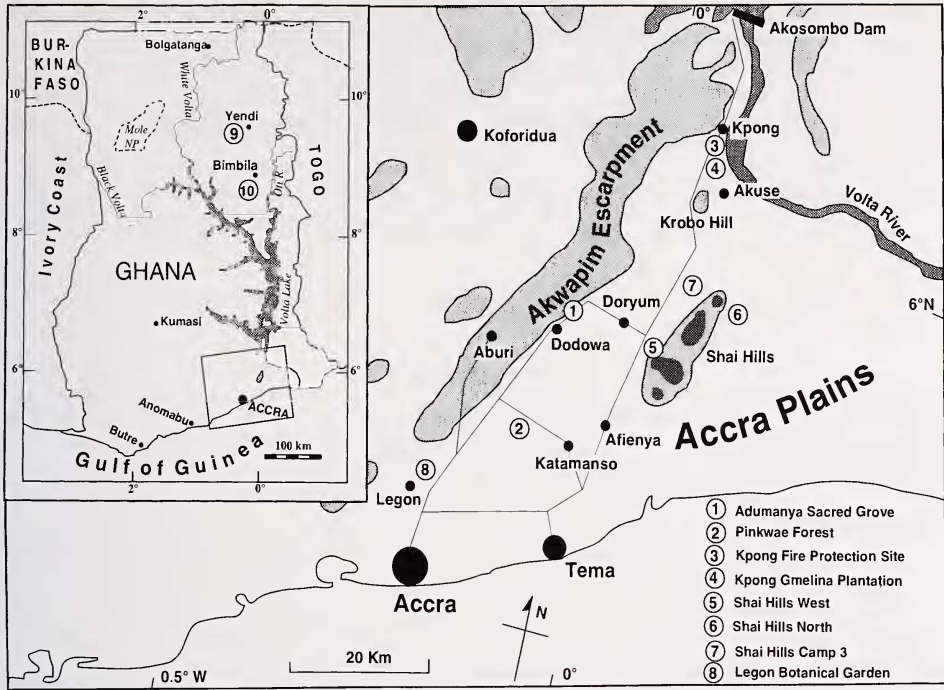 2°
0°
BUR-
KINA
FASO
Bolgatanga
White Volta
10°
10°
Mole
NP
Yendi
9
Bimbila
10
TOGO
Black Volta
Ivory Coast
8°
8°
GHANA
Volta Lake
Kumasi
6°
6°
ACCRA
Anomabu
Butre
Gulf of Guinea
100 km
2°
0°
0°
Akosombo Dam
Koforidua
Kpong
3
4
Akuse
Krobo Hill
Volta River
Akwapim Escarpment
6°N
7
6
Doryum
1
Dodowa
Aburi
5
Shai Hills
Accra Plains
Afienya
2
Katamanso
8
Legon
Accra
Tema
N
20 Km
0.5° W
0°
1 Adumanya Sacred Grove
2 Pinkwae Forest
3 Kpong Fire Protection Site
4 Kpong Gmelina Plantation
5 Shai Hills West
6 Shai Hills North
7 Shai Hills Camp 3
8 Legon Botanical Garden